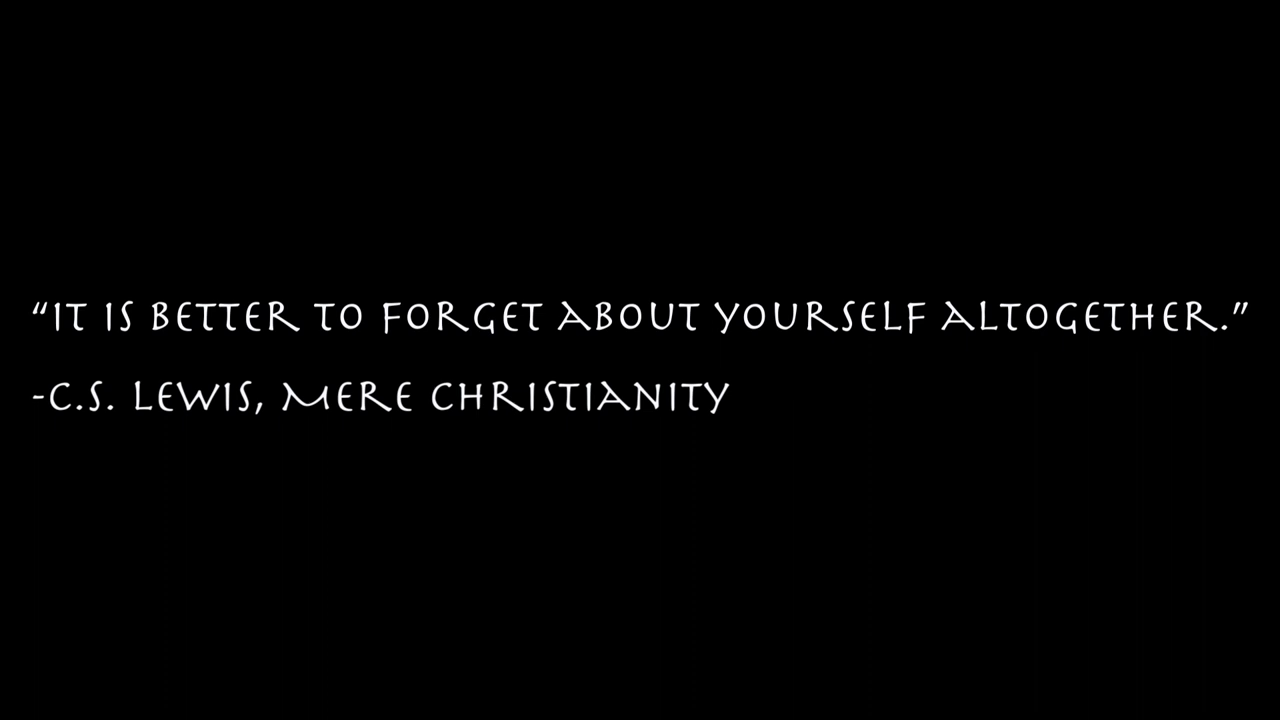 “IT IS BETTER TO FORGET ABOUT YOURSELF ALTOGETHER.”
-C.S. LEWIS, MERE CHRISTIANITY